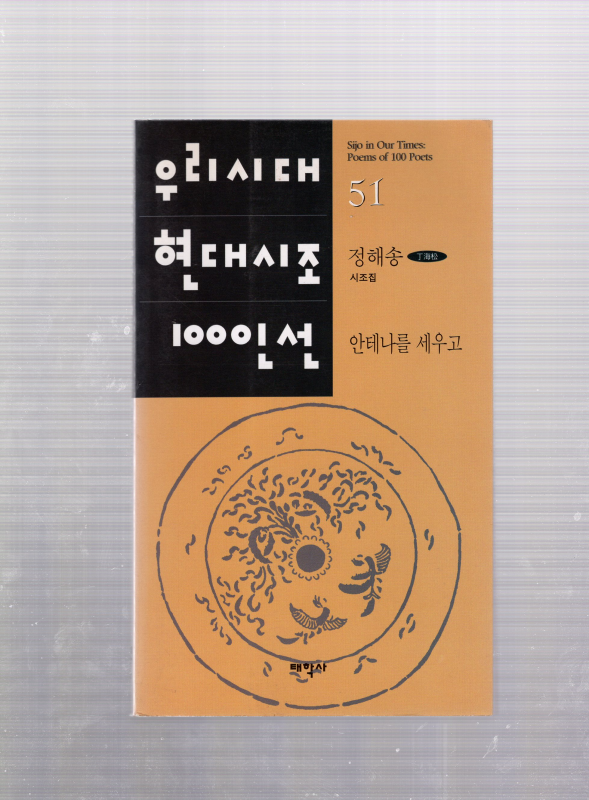 우리시대
현대시조
100인선
Sijo in Our Times:
Poems of 100 Poets
51
정해송 丁海松
시조집
안테나를 세우고
태학사